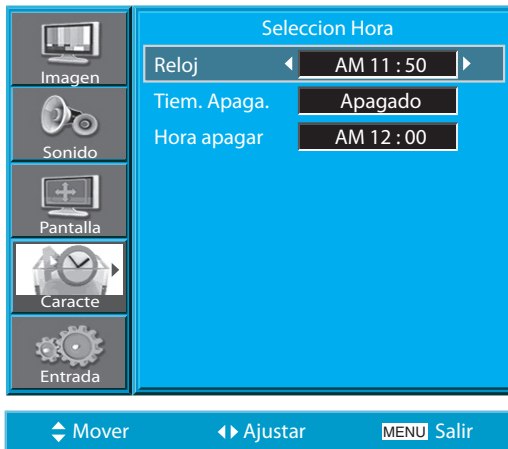 Seleccion Hora
Imagen
Reloj AM 11 : 50
Tiem. Apaga. Apagado
Hora apagar AM 12 : 00
Sonido
Pantalla
Caracte
Entrada
Mover Ajustar MENU Salir